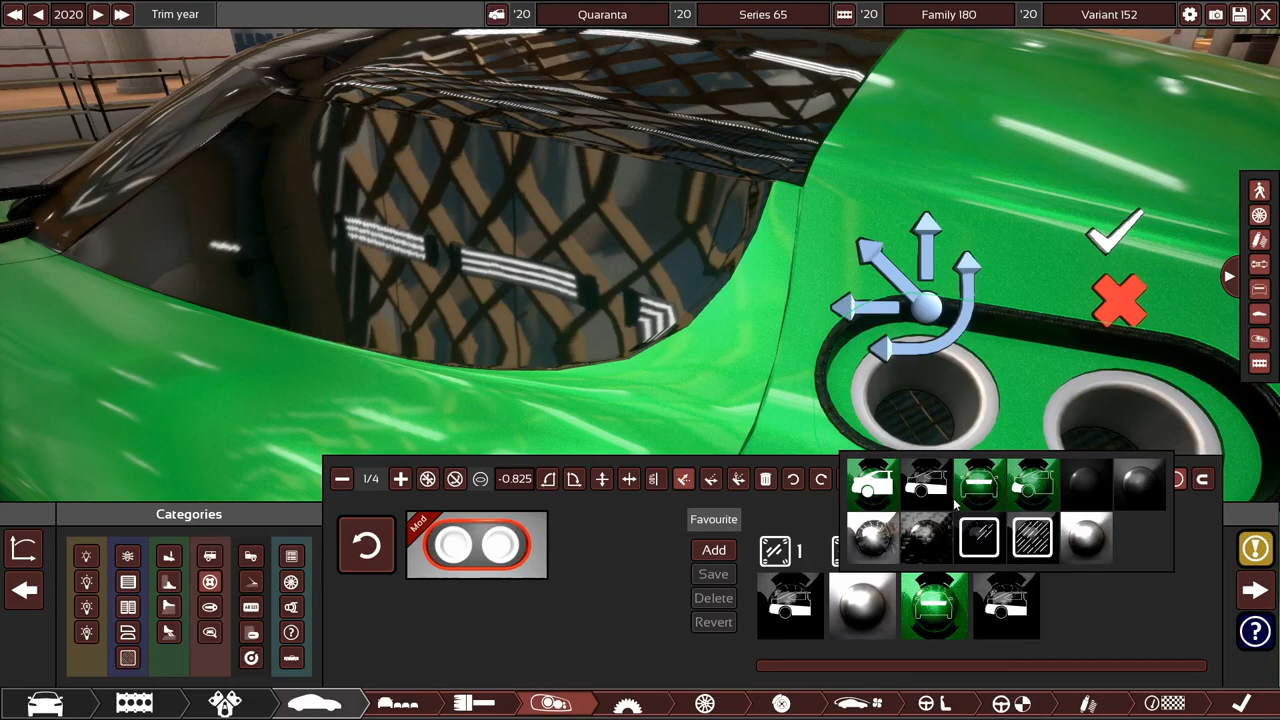 2020 Trim year '20 Quaranta '20 Series 65 '20 Family 180 '20 Variant 152
1/4 -0.825
Categories
Mod
Favourite
Add
Save
Delete
Revert
1